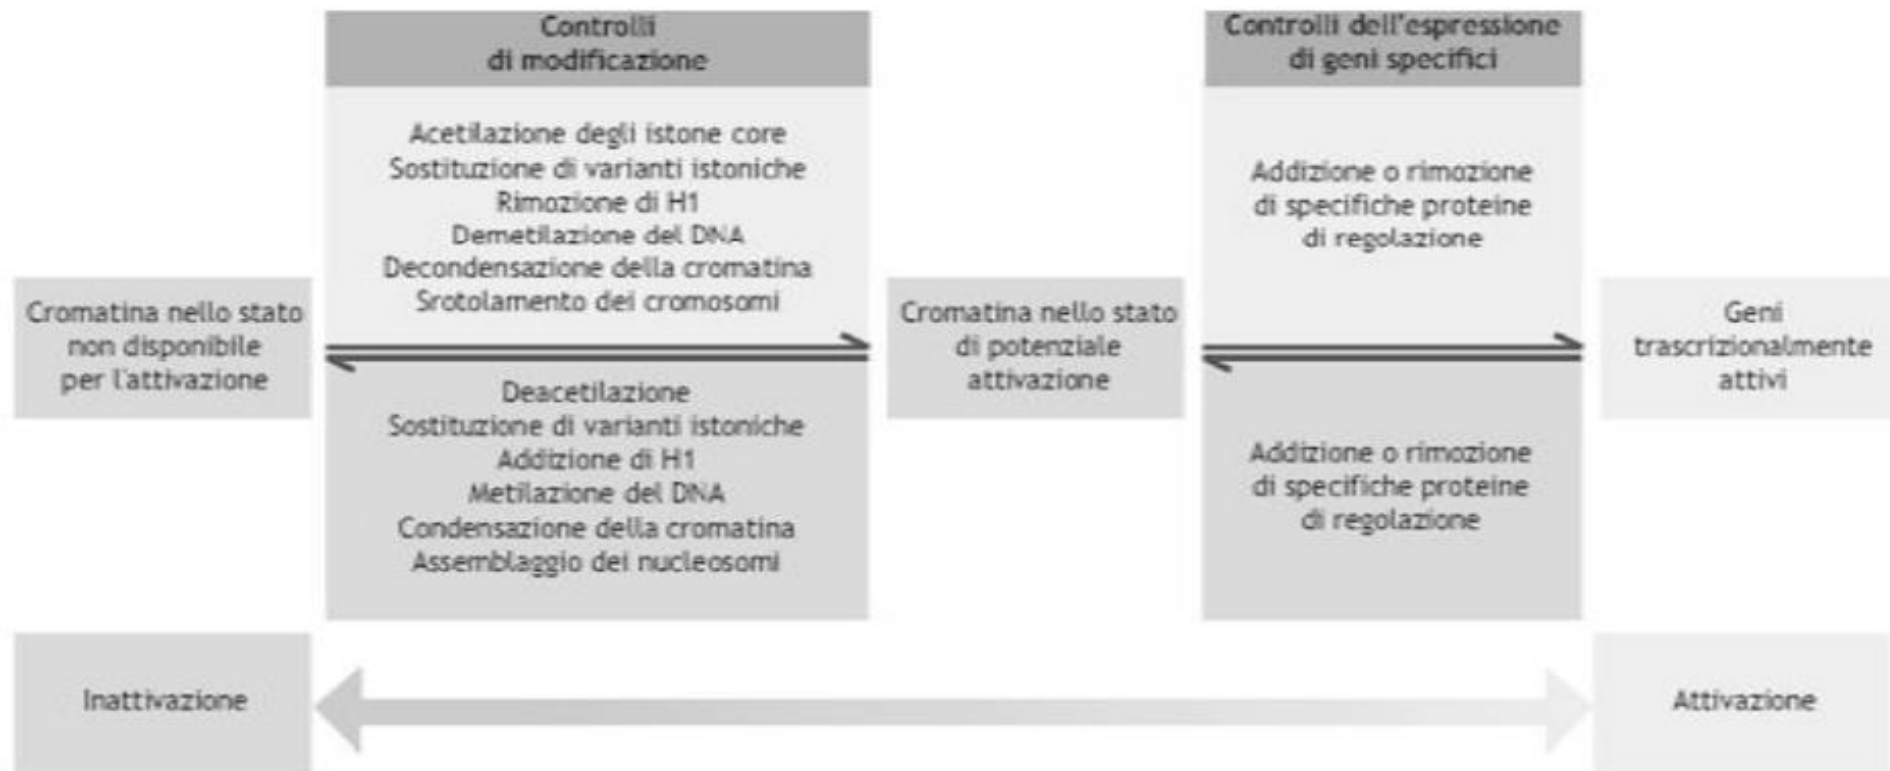 Controlli
di modificazione
Acetilazione degli istone core
Sostituzione di varianti istoniche
Rimozione di H1
Demetilazione del DNA
Decondensazione della cromatina
Srotolamento dei cromosomi
Controlli dell'espressione
di geni specifici
Addizione o rimozione
di specifiche proteine
di regolazione
Cromatina nello stato
non disponibile
per l'attivazione
Cromatina nello stato
di potenziale
attivazione
Geni
trascrizionalmente
attivi
Deacetilazione
Sostituzione di varianti istoniche
Addizione di H1
Metilazione del DNA
Condensazione della cromatina
Assemblaggio dei nucleosomi
Addizione o rimozione
di specifiche proteine
di regolazione
Inattivazione
Attivazione